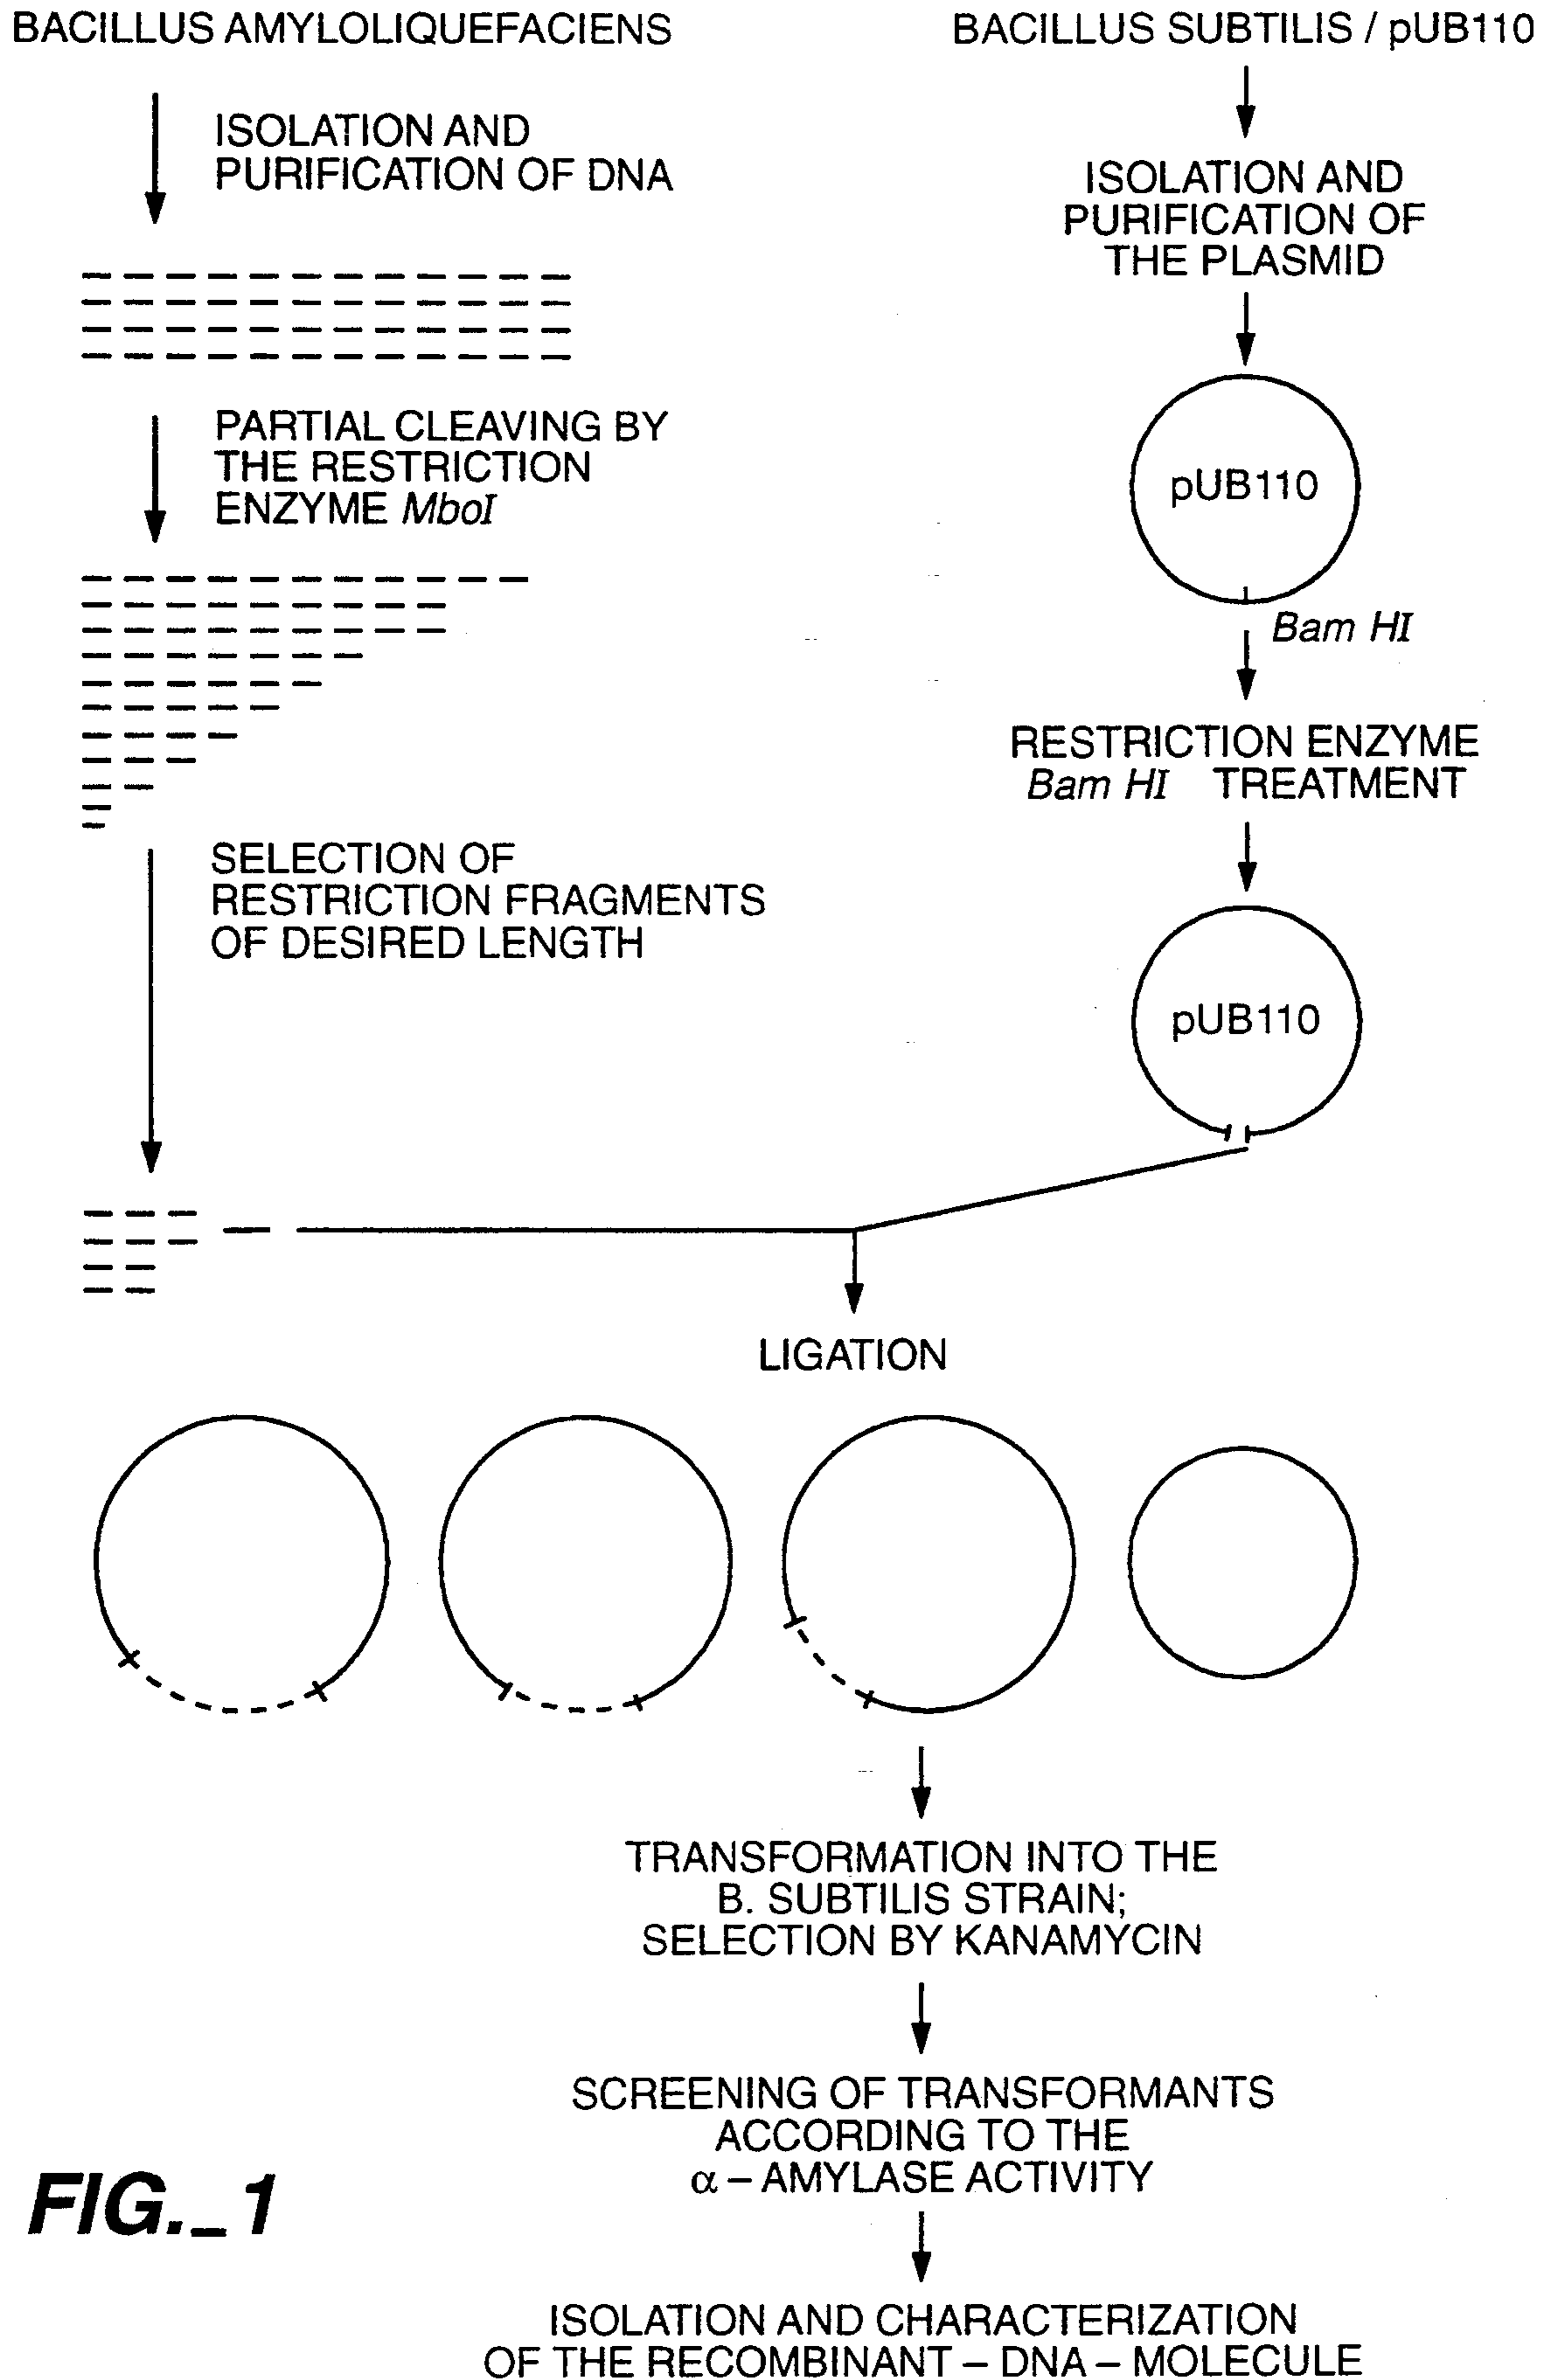 BACILLUS AMYLOLIQUEFACIENS
ISOLATION AND
PURIFICATION OF DNA
PARTIAL CLEAVING BY
THE RESTRICTION
ENZYME MboI
SELECTION OF
RESTRICTION FRAGMENTS
OF DESIRED LENGTH
BACILLUS SUBTILIS / pUB110
ISOLATION AND
PURIFICATION OF
THE PLASMID
pUB110
Bam HI
RESTRICTION ENZYME
Bam HI TREATMENT
pUB110
LIGATION
TRANSFORMATION INTO THE
B. SUBTILIS STRAIN;
SELECTION BY KANAMYCIN
SCREENING OF TRANSFORMANTS
ACCORDING TO THE
α – AMYLASE ACTIVITY
ISOLATION AND CHARACTERIZATION
OF THE RECOMBINANT – DNA – MOLECULE
FIG._1